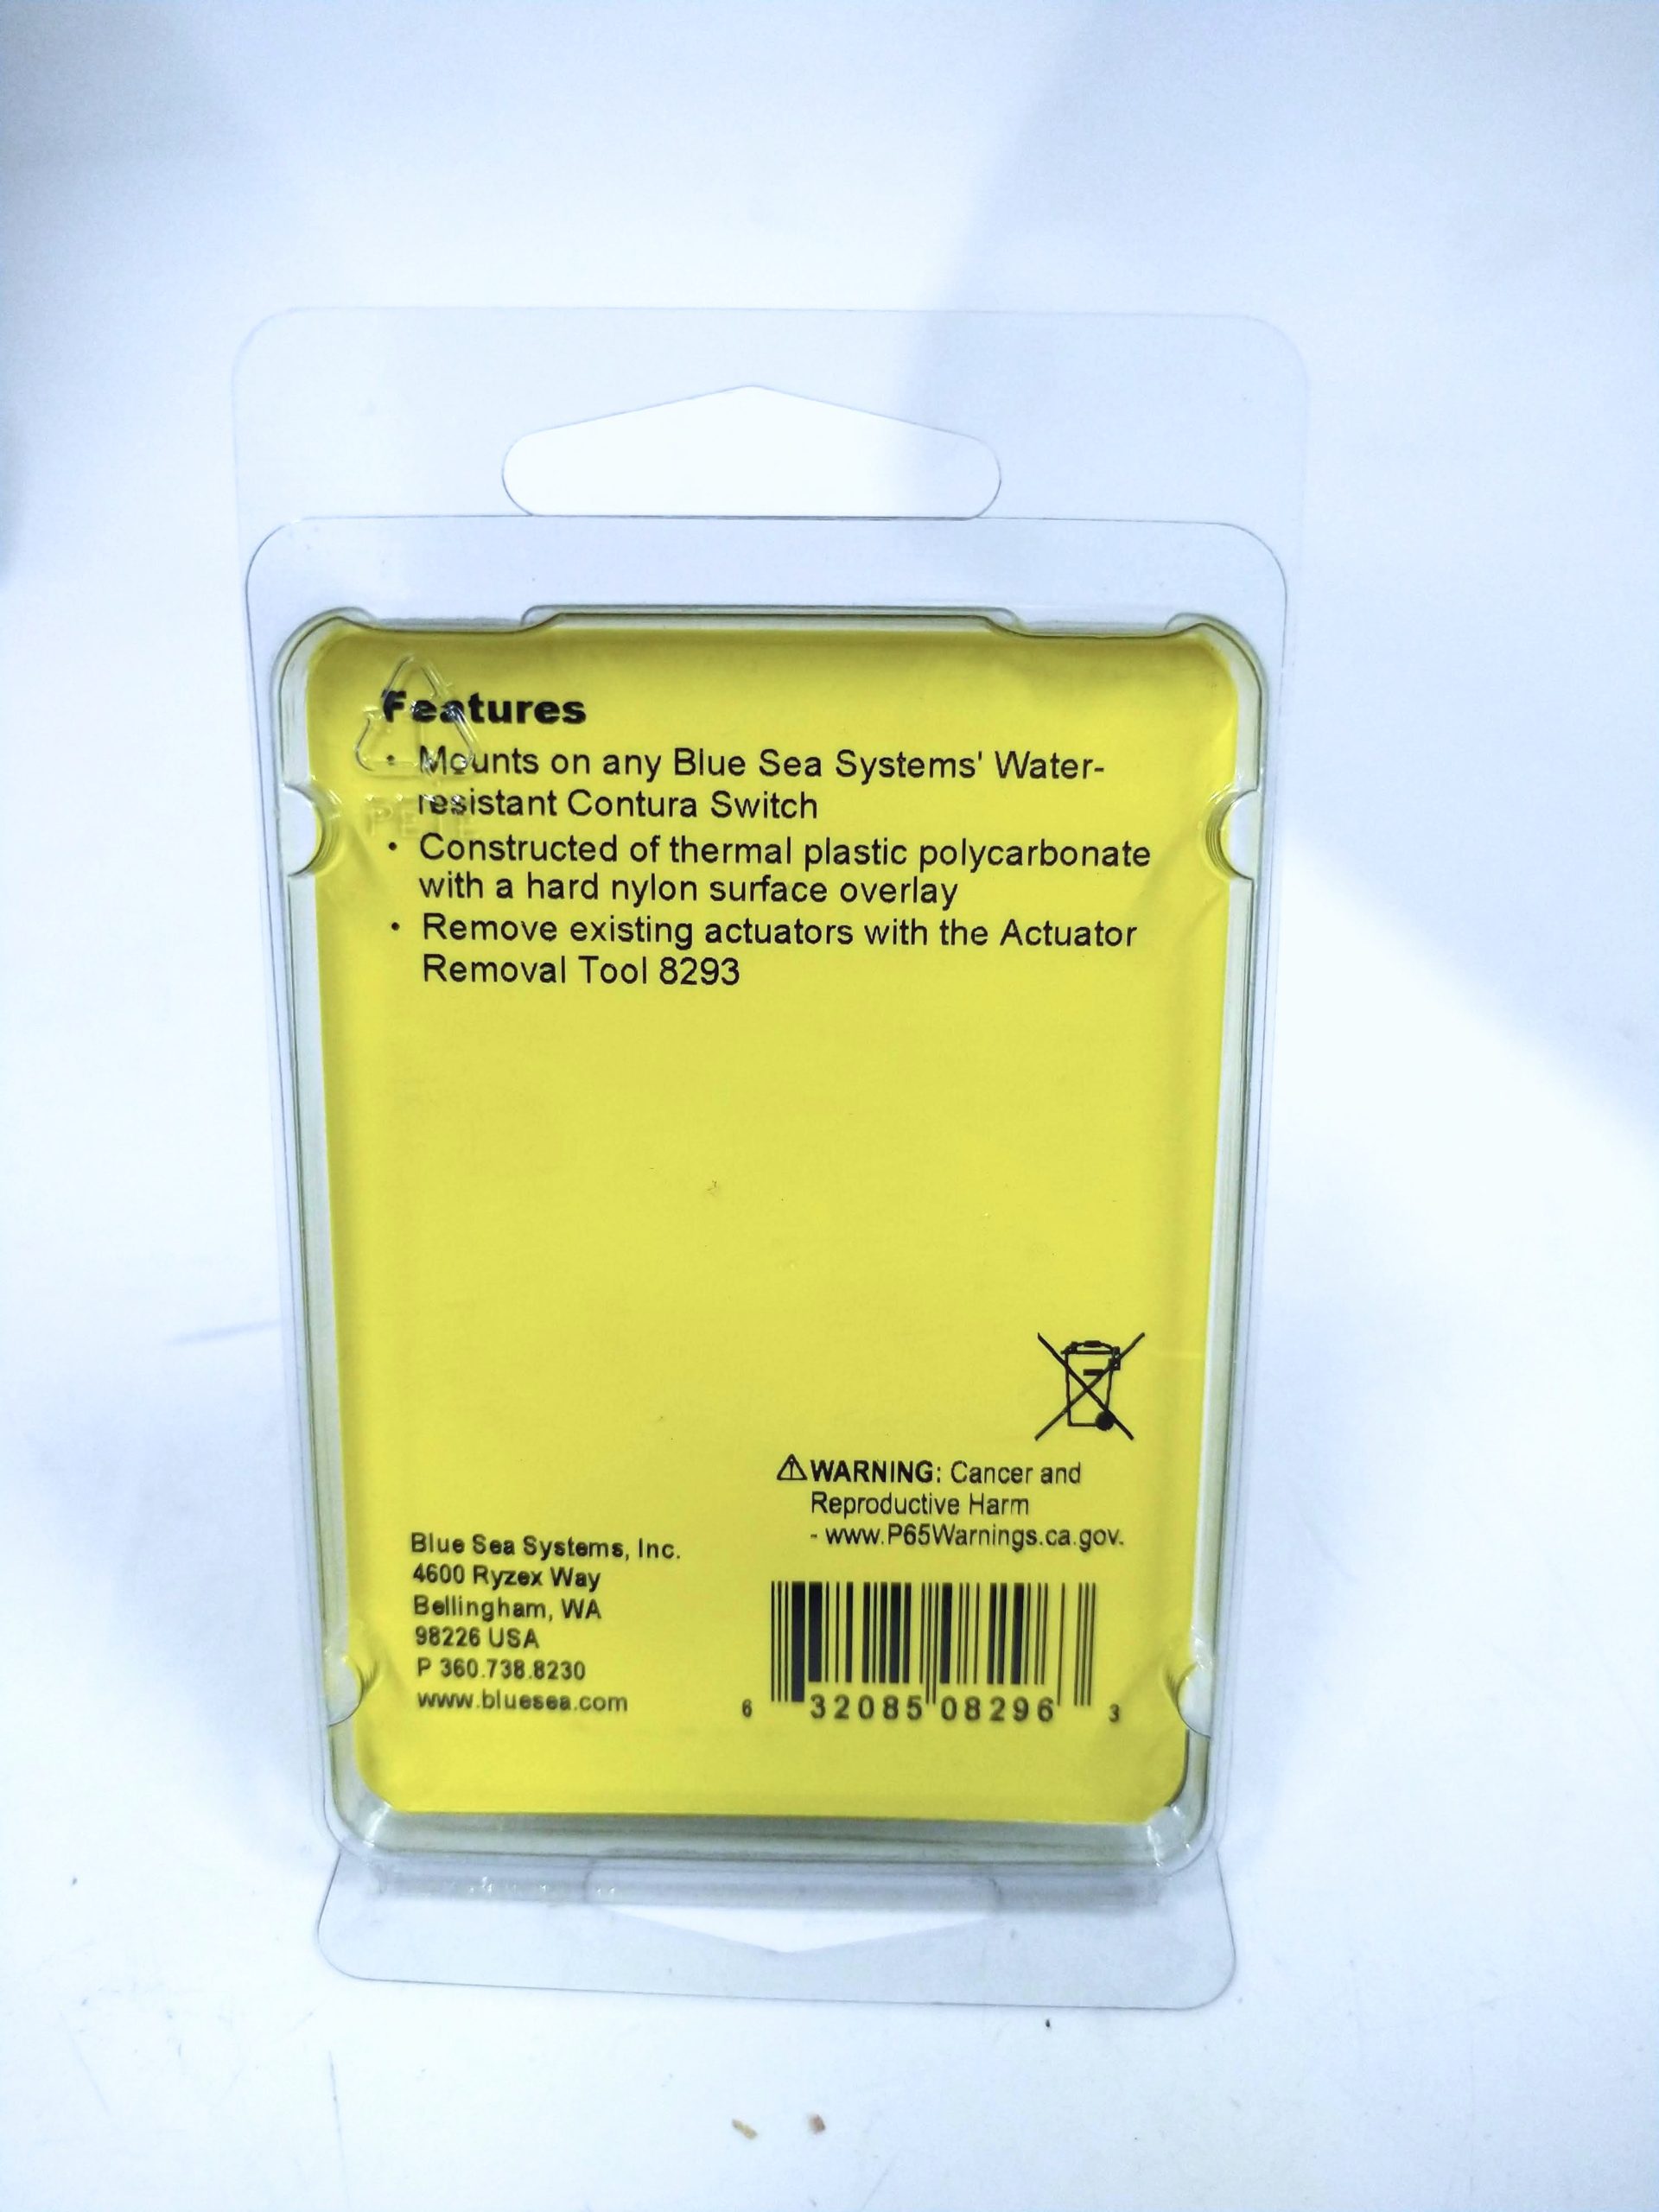 Features
• Mounts on any Blue Sea Systems' Water-
resistant Contura Switch
• Constructed of thermal plastic polycarbonate
with a hard nylon surface overlay
• Remove existing actuators with the Actuator
Removal Tool 8293
PETE
WARNING: Cancer and
Reproductive Harm
- www.P65Warnings.ca.gov.
Blue Sea Systems, Inc.
4600 Ryzex Way
Bellingham, WA
98226 USA
P 360.738.8230
www.bluesea.com
6 32085 08296 3